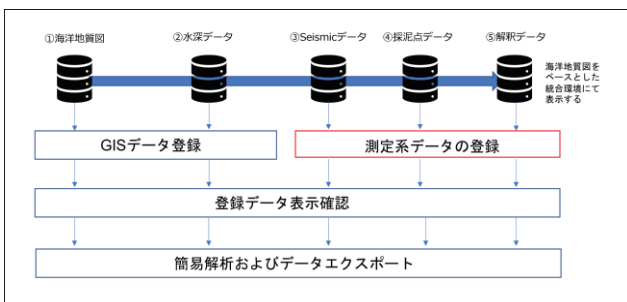 ①海洋地質図
②水深データ
③Seismicデータ
④採泥点データ
⑤解釈データ
海洋地質図を
ベースとした
統合環境にて
表示する
GISデータ登録
測定系データの登録
登録データ表示確認
簡易解析およびデータエクスポート